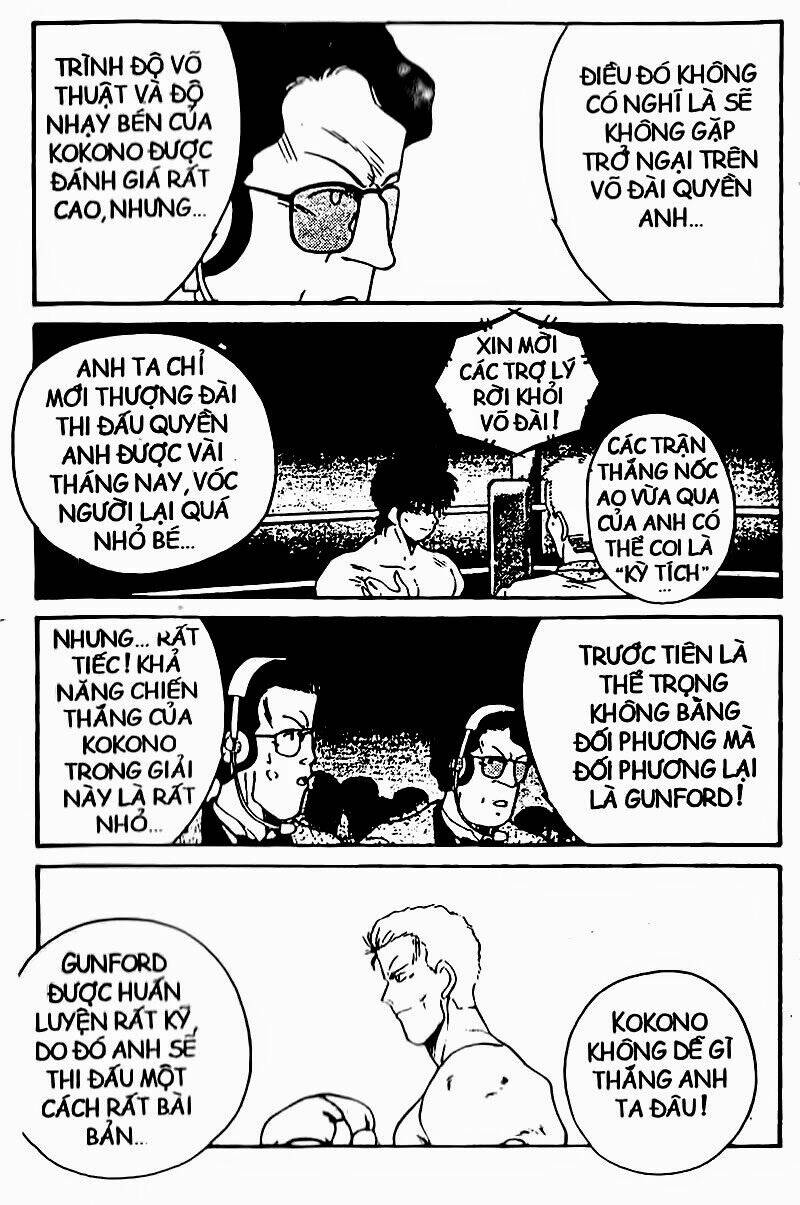 TRÌNH ĐỘ VÕ
THUẬT VÀ ĐỘ
NHẠY BÉN CỦA
KOKONO ĐƯỢC
ĐÁNH GIÁ RẤT
CAO, NHƯNG...
ĐIỀU ĐÓ KHÔNG
CÓ NGHĨ LÀ SẼ
KHÔNG GẶP
TRỞ NGẠI TRÊN
VÕ ĐÀI QUYỀN
ANH...
ANH TA CHỈ
MỚI THƯỢNG ĐÀI
THI ĐẤU QUYỀN
ANH ĐƯỢC VÀI
THÁNG NAY, VÓC
NGƯỜI LẠI QUÁ
NHỎ BÉ...
XIN MỜI
CÁC TRỢ LÝ
RỜI KHỎI
VÕ ĐÀI!
CÁC TRẬN
THẮNG NỐC
AO VỪA QUA
CỦA ANH CÓ
THỂ COI LÀ
"KỲ TÍCH"
...
NHƯNG... RẤT
TIẾC! KHẢ
NĂNG CHIẾN
THẮNG CỦA
KOKONO
TRONG GIẢI
NÀY LÀ RẤT
NHỎ...
TRƯỚC TIÊN LÀ
THỂ TRỌNG
KHÔNG BẰNG
ĐỐI PHƯƠNG MÀ
ĐỐI PHƯƠNG LẠI
LÀ GUNFORD!
GUNFORD
ĐƯỢC HUẤN
LUYỆN RẤT KỸ,
DO ĐÓ ANH SẼ
THI ĐẤU MỘT
CÁCH RẤT BÀI
BẢN...
KOKONO
KHÔNG DỄ GÌ
THẮNG ANH
TA ĐÂU!